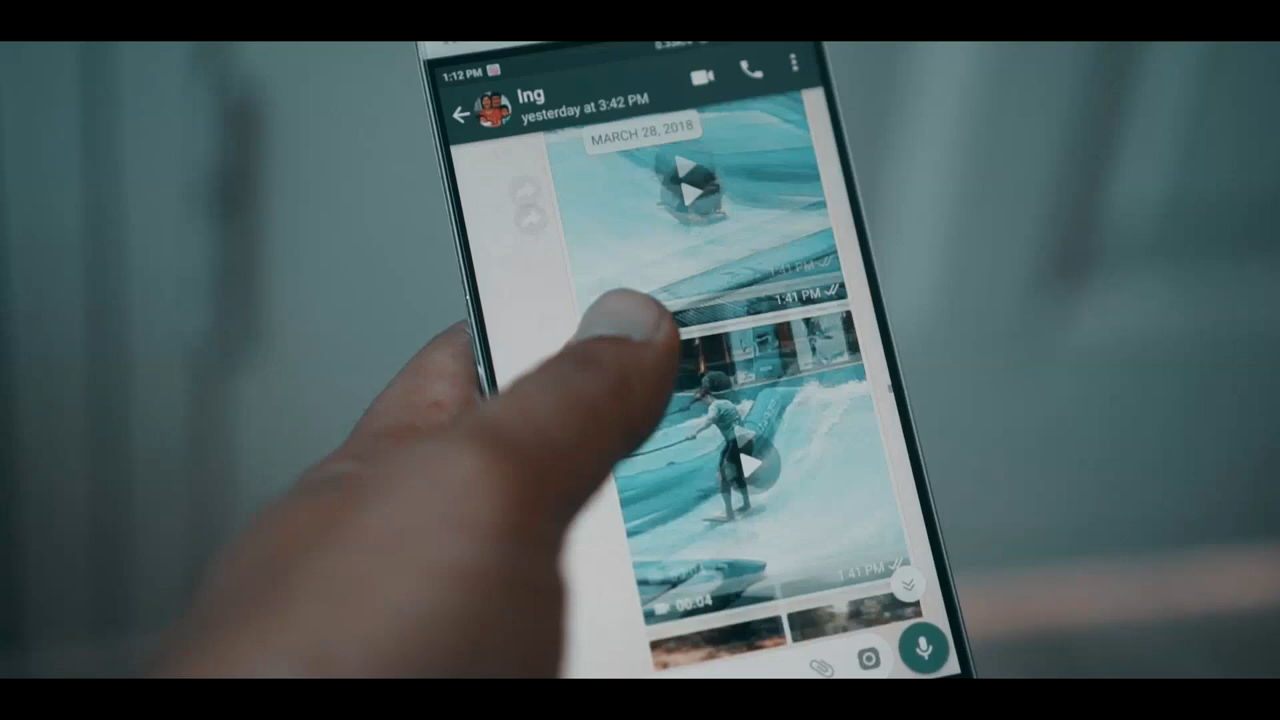 1:12 PM
Ing
yesterday at 3:42 PM
MARCH 28, 2018
1:41 PM
1:41 PM
1:41 PM
00:04